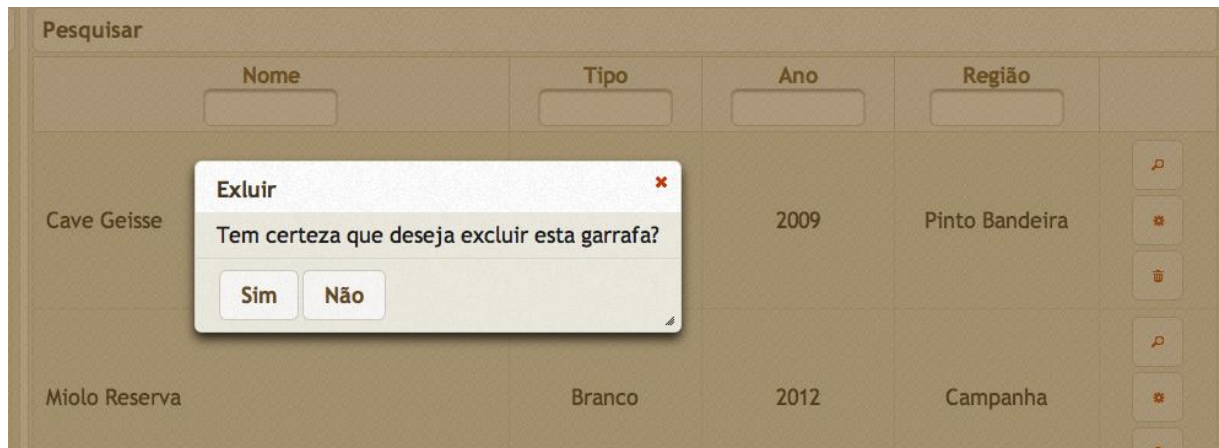 Pesquisar
Nome Tipo Ano Região
Exluir
Tem certeza que deseja excluir esta garrafa?
Sim Não
Cave Geisse 2009 Pinto Bandeira
Miolo Reserva Branco 2012 Campanha